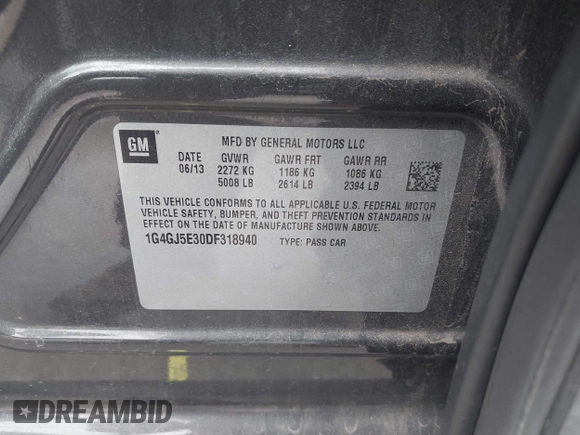 GM
MFD BY GENERAL MOTORS LLC
DATE GVWR GAWR FRT GAWR RR
06/13 2272 KG 1186 KG 1086 KG
5008 LB 2614 LB 2394 LB
THIS VEHICLE CONFORMS TO ALL APPLICABLE U.S. FEDERAL MOTOR
VEHICLE SAFETY, BUMPER, AND THEFT PREVENTION STANDARDS IN
EFFECT ON THE DATE OF MANUFACTURE SHOWN ABOVE.
1G4GJ5E30DF318940 TYPE: PASS CAR
DREAMBID